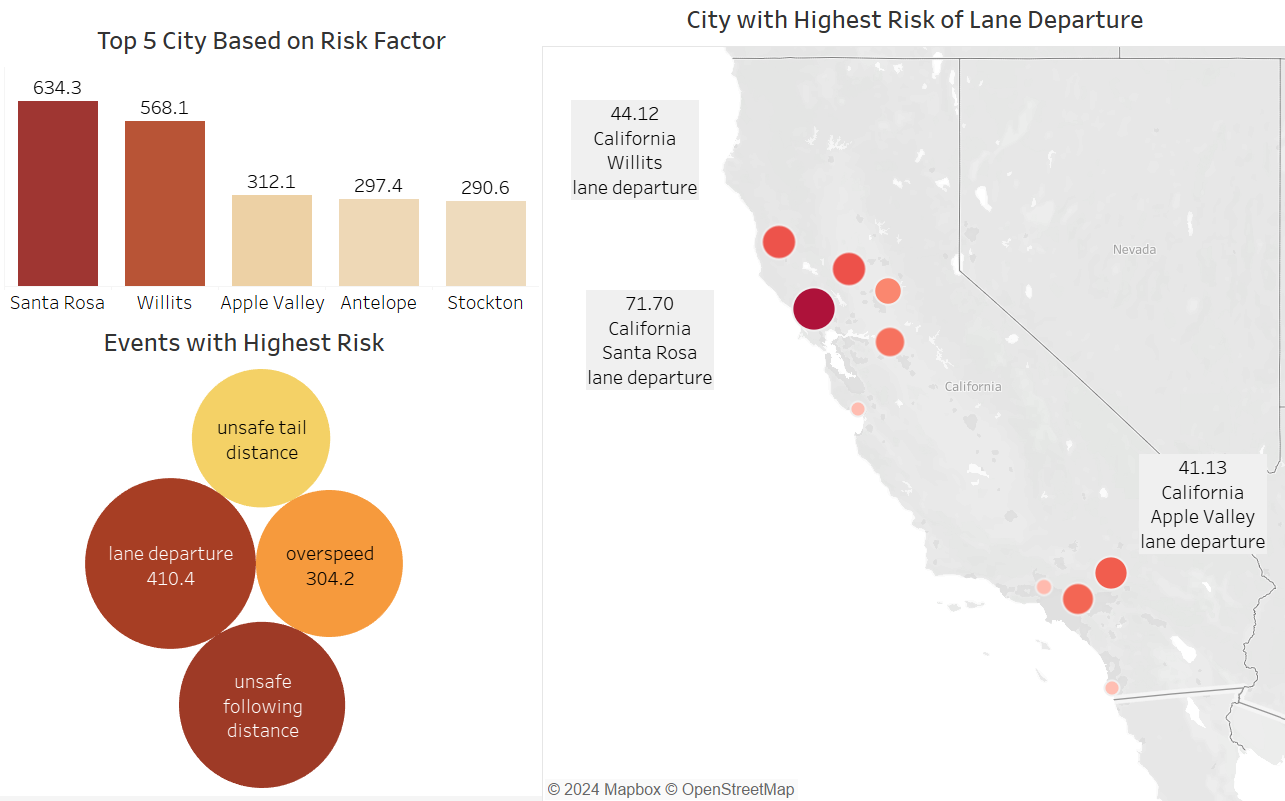 Top 5 City Based on Risk Factor
634.3
568.1
312.1
297.4
290.6
Santa Rosa
Willits
Apple Valley
Antelope
Stockton
Events with Highest Risk
unsafe tail
distance
lane departure
410.4
overspeed
304.2
unsafe
following
distance
City with Highest Risk of Lane Departure
44.12
California
Willits
lane departure
71.70
California
Santa Rosa
lane departure
Nevada
California
41.13
California
Apple Valley
lane departure
© 2024 Mapbox © OpenStreetMap